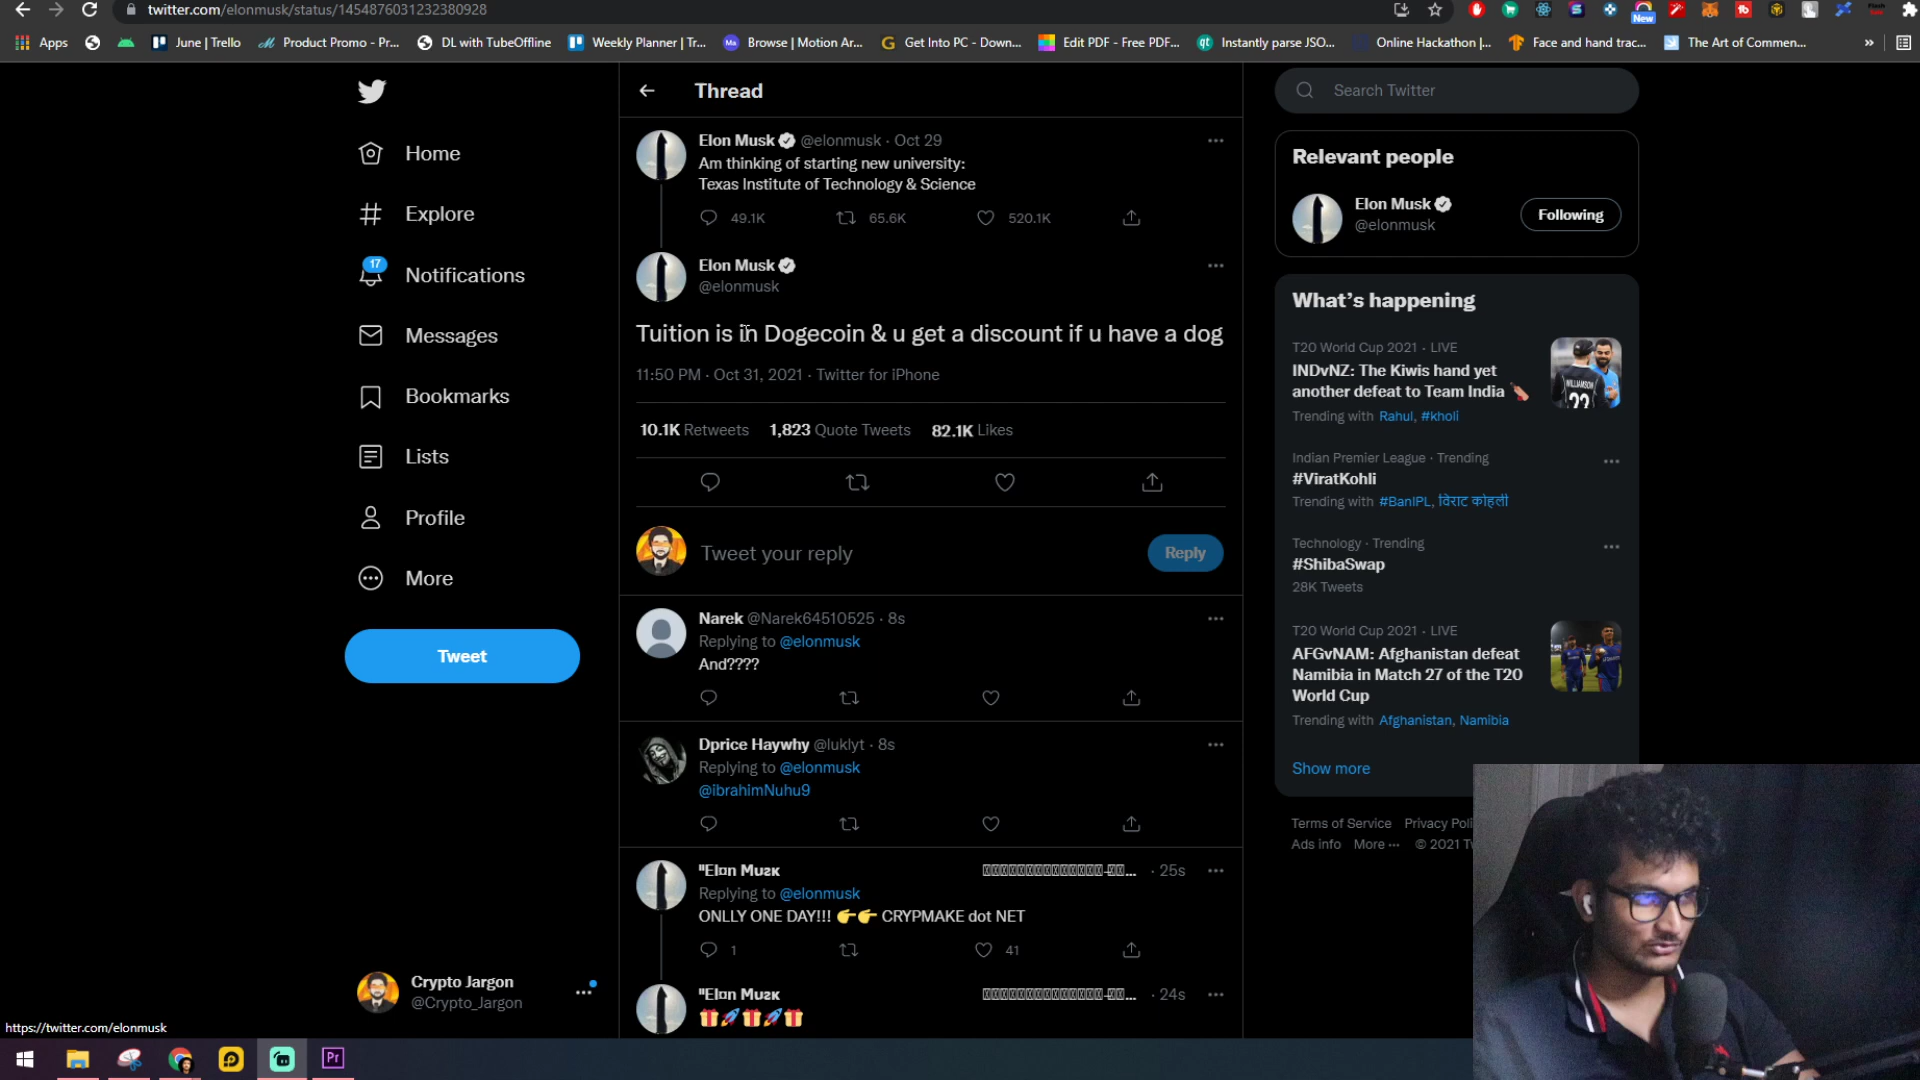 twitter.com/elonmusk/status/1454876031232380928
New
Apps
June | Trello
Product Promo - Pr...
DL with TubeOffline
Weekly Planner | Tr...
Browse | Motion Ar...
Get Into PC - Down...
Edit PDF - Free PDF...
Instantly parse JSO...
Online Hackathon |...
Face and hand trac...
The Art of Commen...
»
Home
Explore
17
Notifications
Messages
Bookmarks
Lists
Profile
More
Tweet
Crypto Jargon
@Crypto_Jargon
Thread
Elon Musk @elonmusk · Oct 29
Am thinking of starting new university:
Texas Institute of Technology & Science
49.1K 65.6K 520.1K
Elon Musk
@elonmusk
Tuition is in Dogecoin & u get a discount if u have a dog
11:50 PM · Oct 31, 2021 · Twitter for iPhone
10.1K Retweets 1,823 Quote Tweets 82.1K Likes
Tweet your reply
Reply
Narek @Narek64510525 · 8s
Replying to @elonmusk
And????
Dprice Haywhy @luklyt · 8s
Replying to @elonmusk
@ibrahimNuhu9
· 25s
Replying to @elonmusk
ONLLY ONE DAY!!! 👉👉 CRYPMAKE dot NET
1 41
· 24s
🎁🚀🎁🚀🎁
Search Twitter
Relevant people
Elon Musk
@elonmusk
Following
What's happening
T20 World Cup 2021 · LIVE
INDvNZ: The Kiwis hand yet
another defeat to Team India
Trending with Rahul, #kholi
Indian Premier League · Trending
#ViratKohli
Trending with #BanIPL, विराट कोहली
Technology · Trending
#ShibaSwap
28K Tweets
T20 World Cup 2021 · LIVE
AFGvNAM: Afghanistan defeat
Namibia in Match 27 of the T20
World Cup
Trending with Afghanistan, Namibia
Show more
Terms of Service Privacy Poli
Ads info More ··· © 2021 Tw
https://twitter.com/elonmusk
Pr